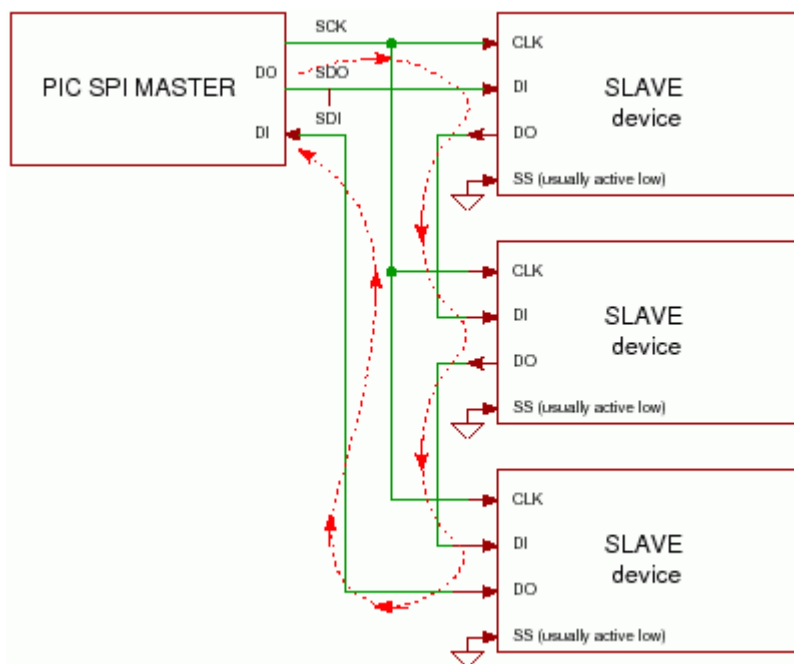 SCK
PIC SPI MASTER
DO
SDO
SDI
DI
CLK
DI
DO
SS (usually active low)
SLAVE
device
CLK
DI
DO
SS (usually active low)
SLAVE
device
CLK
DI
DO
SS (usually active low)
SLAVE
device